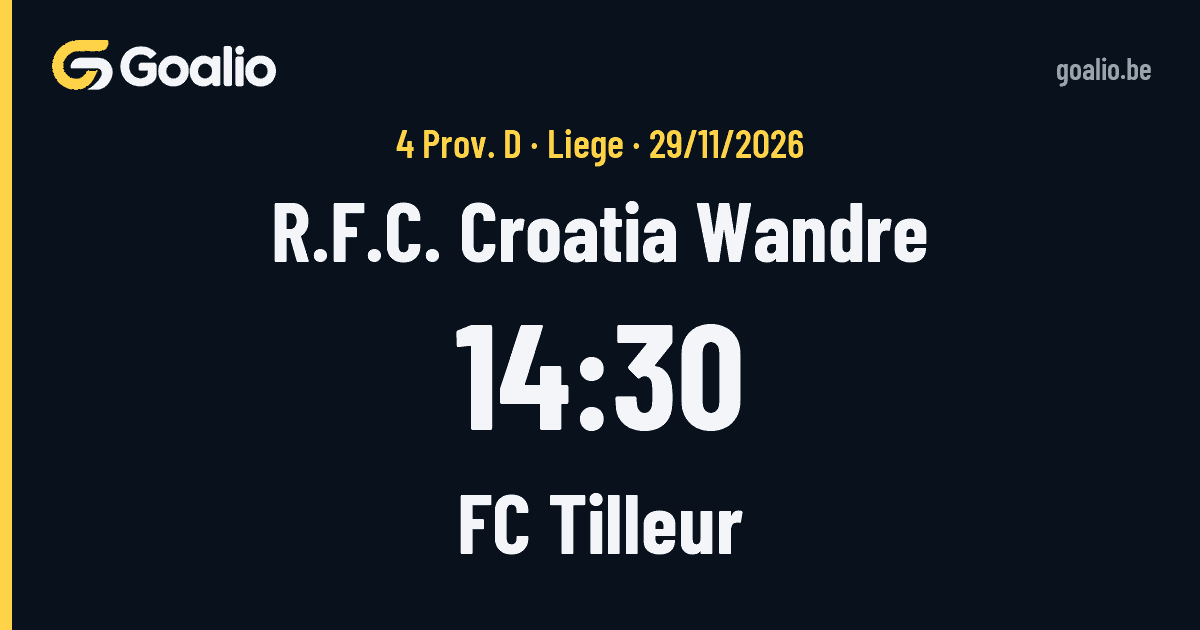 Goalio
goalio.be
4 Prov. D · Liege · 29/11/2026
R.F.C. Croatia Wandre
14:30
FC Tilleur